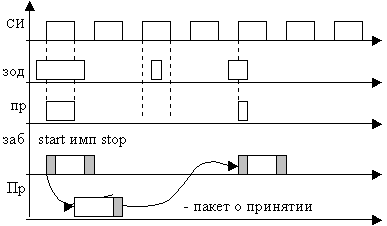 СИ
зод
пр
заб start имп stop
Пр
- пакет о принятии